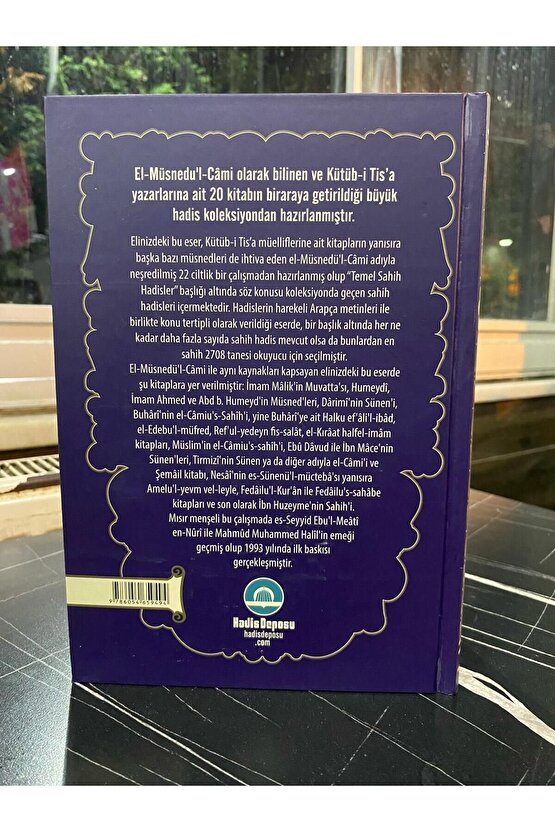 El-Müsnedu'l-Câmi olarak bilinen ve Kütüb-i Tis'a
yazarlarına ait 20 kitabın biraraya getirildiği büyük
hadis koleksiyondan hazırlanmıştır.
Elinizdeki bu eser, Kütüb-i Tis'a müelliflerine ait kitapların yanısıra
başka bazı müsnedleri de ihtiva eden el-Müsnedü'l-Câmi adıyla
neşredilmiş 22 ciltlik bir çalışmadan hazırlanmış olup "Temel Sahih
Hadisler" başlığı altında söz konusu koleksiyonda geçen sahih
hadisleri içermektedir. Hadislerin harekeli Arapça metinleri ile
birlikte konu tertipli olarak verildiği eserde, bir başlık altında her ne
kadar daha fazla sayıda sahih hadis mevcut olsa da bunlardan en
sahih 2708 tanesi okuyucu için seçilmiştir.
El-Müsnedü'l-Câmi ile aynı kaynakları kapsayan elinizdeki bu eserde
şu kitaplara yer verilmiştir: İmam Mâlik'in Muvatta'sı, Humeydî,
İmam Ahmed ve Abd b. Humeyd'in Müsned'leri, Dârimî'nin Sünen'i,
Buhârî'nin el-Câmiu's-Sahîh'i, yine Buhârî'ye ait Halku ef'âli'l-ibâd,
el-Edebu'l-müfred, Ref'ul-yedeyn fis-salât, el-Kırâat halfel-imâm
kitapları, Müslim'in el-Câmiu's-sahîh'i, Ebû Dâvud ile İbn Mâce'nin
Sünen'leri, Tirmizî'nin Sünen ya da diğer adıyla el-Câmi'i ve
Şemâil kitabı, Nesâî'nin es-Sünenü'l-müctebâ'sı yanısıra
Amelu'l-yevm vel-leyle, Fedâilu'l-Kur'ân ile Fedâilu's-sahâbe
kitapları ve son olarak İbn Huzeyme'nin Sahih'i.
Mısır menşeli bu çalışmada es-Seyyid Ebu'l-Meâtî
en-Nûrî ile Mahmûd Muhammed Halîl'in emeği
geçmiş olup 1993 yılında ilk baskısı
gerçekleşmiştir.
9 786054 659494
Hadis Deposu
hadisdeposu
.com